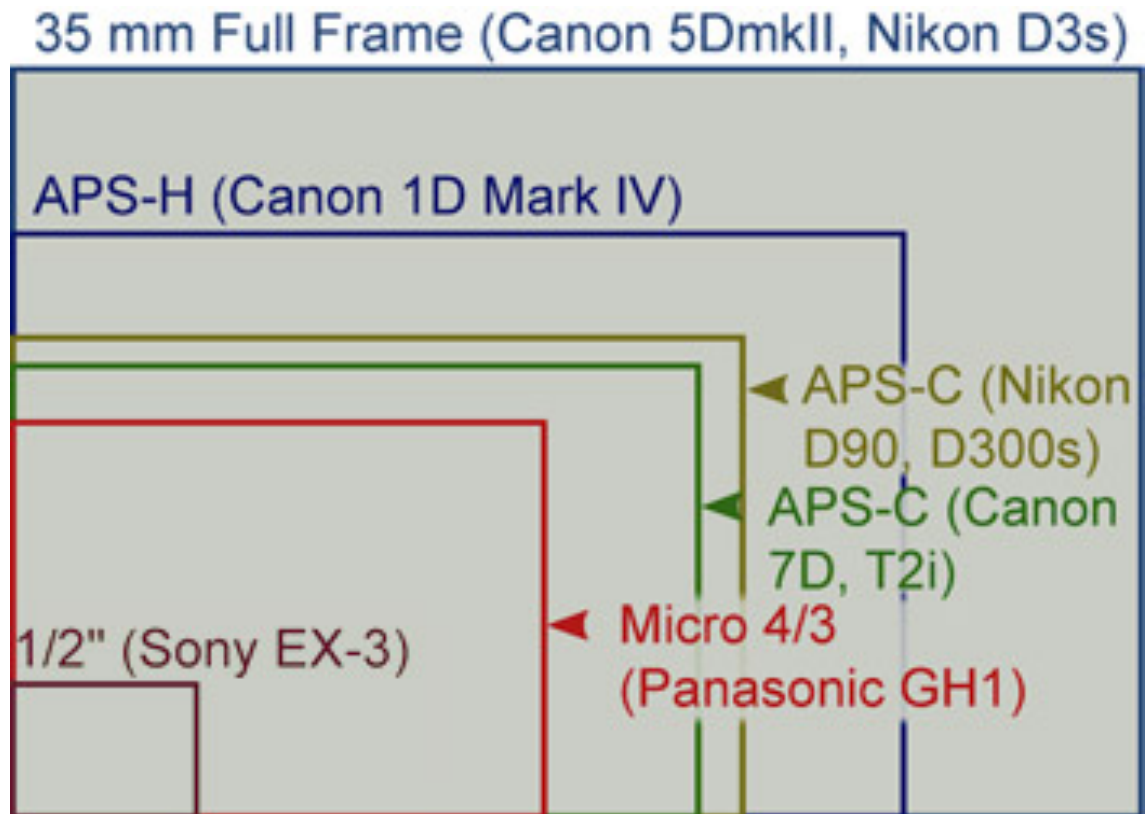 35 mm Full Frame (Canon 5DmkII, Nikon D3s)
APS-H (Canon 1D Mark IV)
APS-C (Nikon
D90, D300s)
APS-C (Canon
7D, T2i)
Micro 4/3
(Panasonic GH1)
1/2" (Sony EX-3)